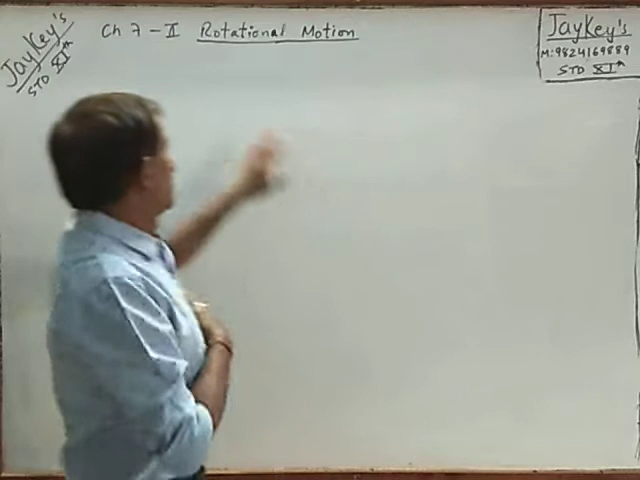 JayKey's
STD XIth
Ch 7 - II Rotational Motion
JayKey's
M:9824169889
STD XIth